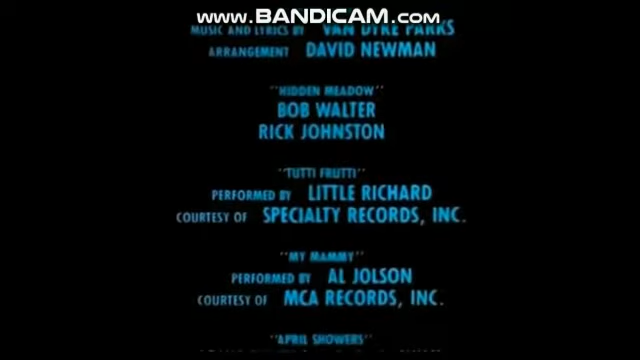 WWW.BANDICAM.COM
MUSIC AND LYRICS BY VAN DYKE PARKS
ARRANGEMENT DAVID NEWMAN
"HIDDEN MEADOW"
BOB WALTER
RICK JOHNSTON
"TUTTI FRUTTI"
PERFORMED BY LITTLE RICHARD
COURTESY OF SPECIALTY RECORDS, INC.
"MY MAMMY"
PERFORMED BY AL JOLSON
COURTESY OF MCA RECORDS, INC.
"APRIL SHOWERS"